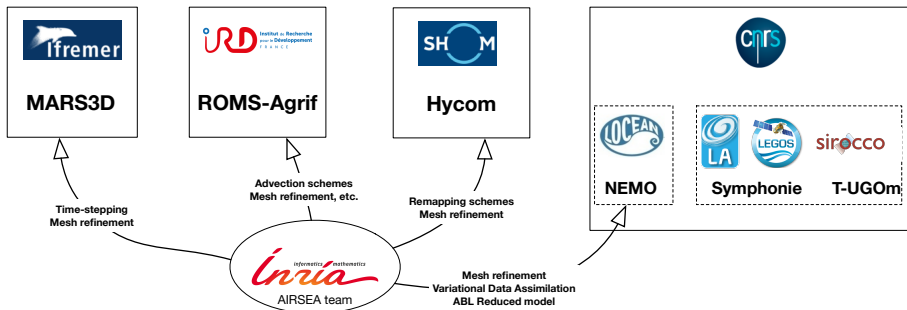 Ifremer
MARS3D
IRD
Institut de Recherche
pour le Développement
FRANCE
ROMS-Agrif
SHOM
Hycom
cnrs
LOCEAN
NEMO
LA
LEGOS
sirocco
Symphonie
T-UGOm
Time-stepping
Mesh refinement
Advection schemes
Mesh refinement, etc.
Remapping schemes
Mesh refinement
informatics mathematics
Inria
AIRSEA team
Mesh refinement
Variational Data Assimilation
ABL Reduced model